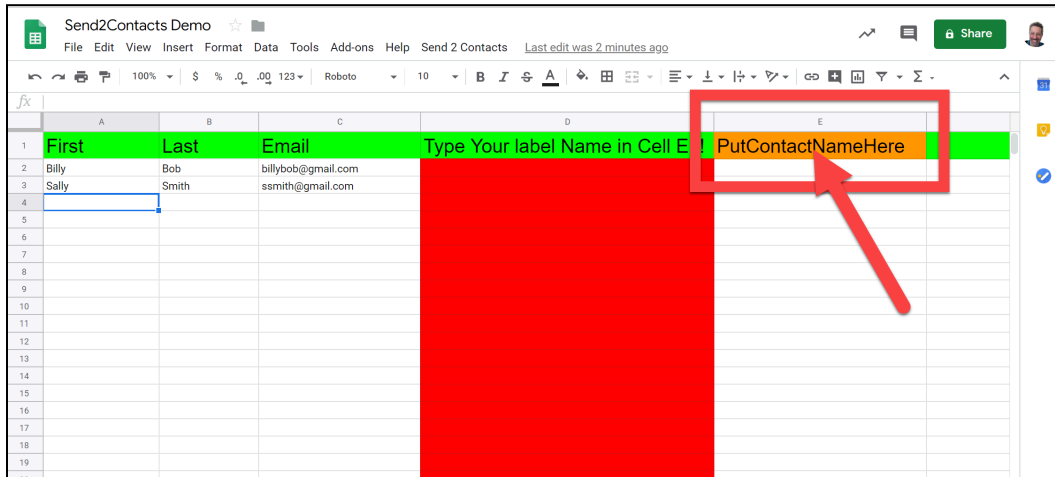 Send2Contacts Demo
File Edit View Insert Format Data Tools Add-ons Help Send 2 Contacts Last edit was 2 minutes ago
Share
100% $ % .0 .00 123 Roboto 10 B I S A Σ
31
fx
A B C D E
1 First Last Email Type Your label Name in Cell E ! PutContactNameHere
2 Billy Bob billybob@gmail.com
3 Sally Smith ssmith@gmail.com
4
5
6
7
8
9
10
11
12
13
14
15
16
17
18
19